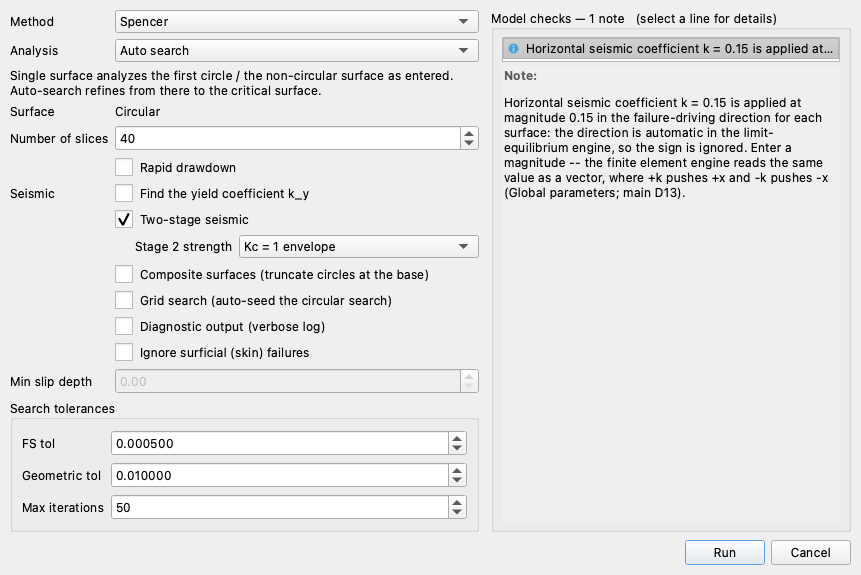 Method
Spencer
Analysis
Auto search
Single surface analyzes the first circle / the non-circular surface as entered.
Auto-search refines from there to the critical surface.
Surface
Circular
Number of slices
40
Rapid drawdown
Seismic
Find the yield coefficient k_y
Two-stage seismic
Stage 2 strength
Kc = 1 envelope
Composite surfaces (truncate circles at the base)
Grid search (auto-seed the circular search)
Diagnostic output (verbose log)
Ignore surficial (skin) failures
Min slip depth
0.00
Search tolerances
FS tol
0.000500
Geometric tol
0.010000
Max iterations
50
Model checks — 1 note   (select a line for details)
Horizontal seismic coefficient k = 0.15 is applied at...
Note:
Horizontal seismic coefficient k = 0.15 is applied at
magnitude 0.15 in the failure-driving direction for each
surface: the direction is automatic in the limit-
equilibrium engine, so the sign is ignored. Enter a
magnitude -- the finite element engine reads the same
value as a vector, where +k pushes +x and -k pushes -x
(Global parameters; main D13).
Run
Cancel